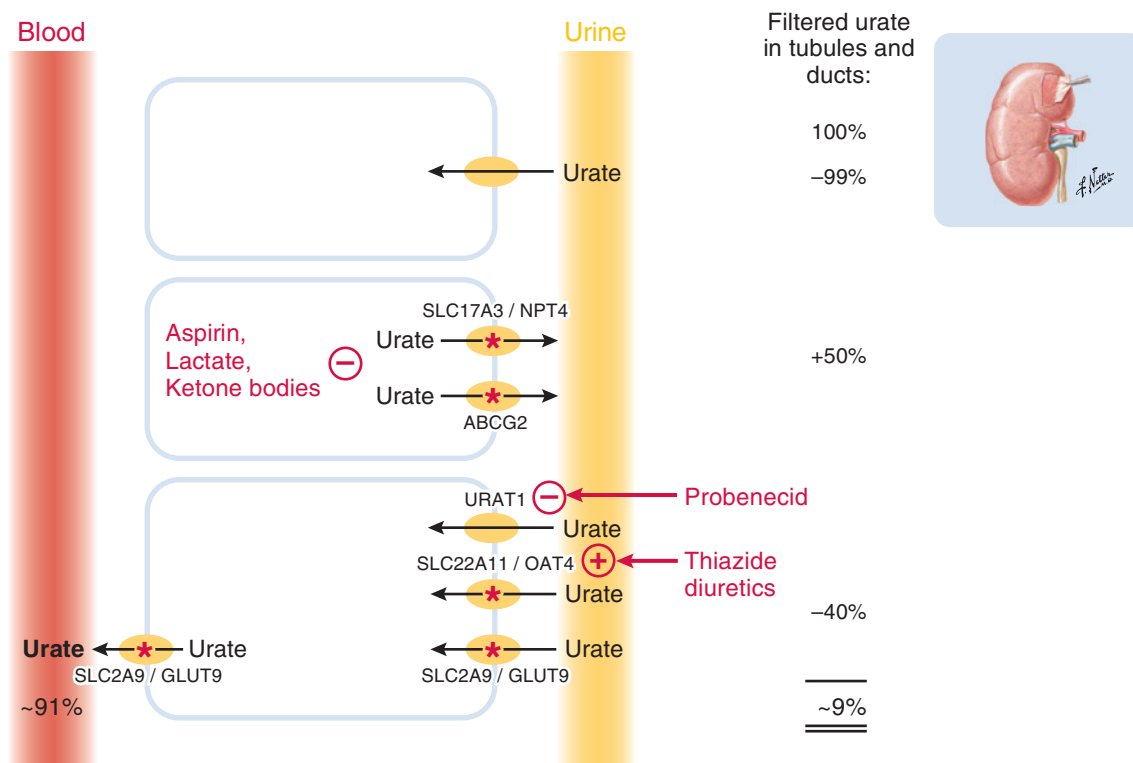 Blood
Urine
Filtered urate
in tubules and
ducts:
100%
Urate
–99%
F. Netter
M.D.
SLC17A3 / NPT4
Aspirin,
Lactate,
Ketone bodies
−
Urate
*
+50%
Urate
*
ABCG2
URAT1
−
Probenecid
Urate
SLC22A11 / OAT4
+
Thiazide
diuretics
*
Urate
–40%
Urate
*
Urate
*
Urate
SLC2A9 / GLUT9
SLC2A9 / GLUT9
~91%
~9%